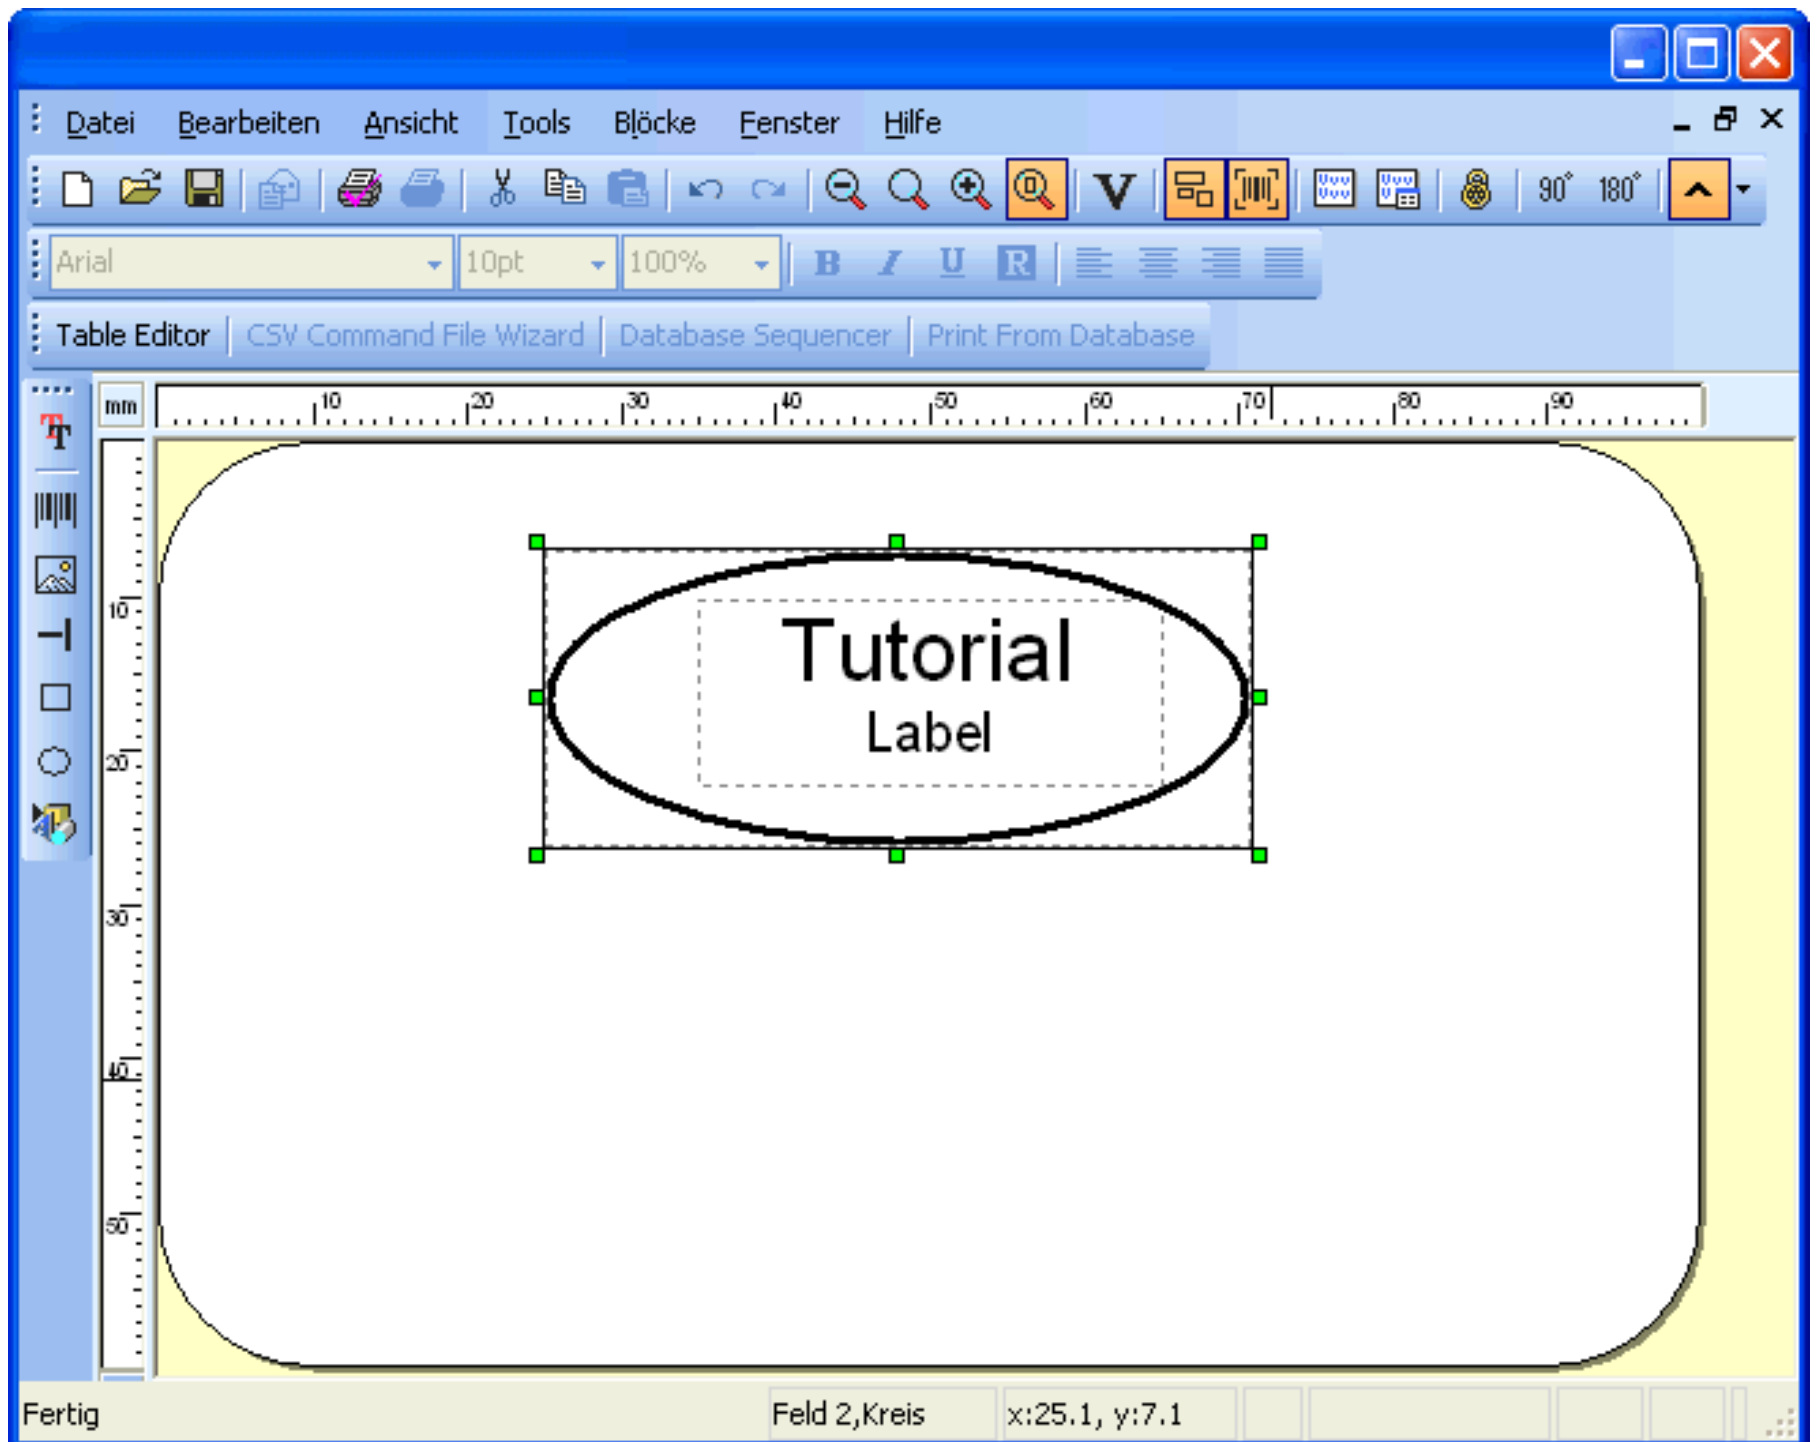 Datei Bearbeiten Ansicht Tools Blöcke Fenster Hilfe
V 90° 180°
Arial 10pt 100% B I U R
Table Editor CSV Command File Wizard Database Sequencer Print From Database
mm 10 20 30 40 50 60 70 80 90
10
20
30
40
50
Tutorial
Label
Fertig Feld 2,Kreis x:25.1, y:7.1